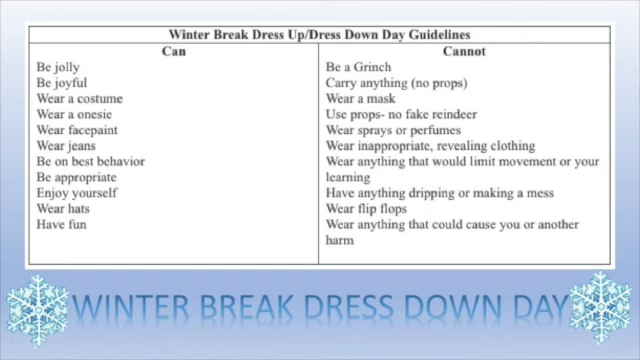 Winter Break Dress Up/Dress Down Day Guidelines
Can
Cannot
Be jolly
Be joyful
Wear a costume
Wear a onesie
Wear facepaint
Wear jeans
Be on best behavior
Be appropriate
Enjoy yourself
Wear hats
Have fun
Be a Grinch
Carry anything (no props)
Wear a mask
Use props- no fake reindeer
Wear sprays or perfumes
Wear inappropriate, revealing clothing
Wear anything that would limit movement or your
learning
Have anything dripping or making a mess
Wear flip flops
Wear anything that could cause you or another
harm
WINTER BREAK DRESS DOWN DAY